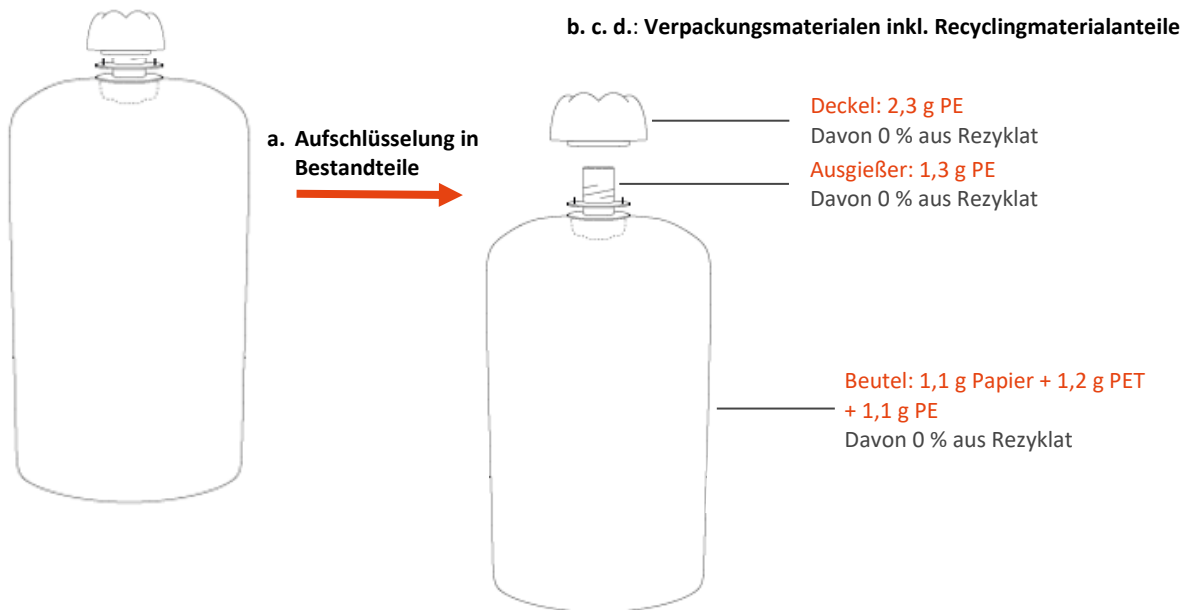 b. c. d.: Verpackungsmaterialen inkl. Recyclingmaterialanteile
a. Aufschlüsselung in
Bestandteile
Deckel: 2,3 g PE
Davon 0 % aus Rezyklat
Ausgießer: 1,3 g PE
Davon 0 % aus Rezyklat
Beutel: 1,1 g Papier + 1,2 g PET
+ 1,1 g PE
Davon 0 % aus Rezyklat